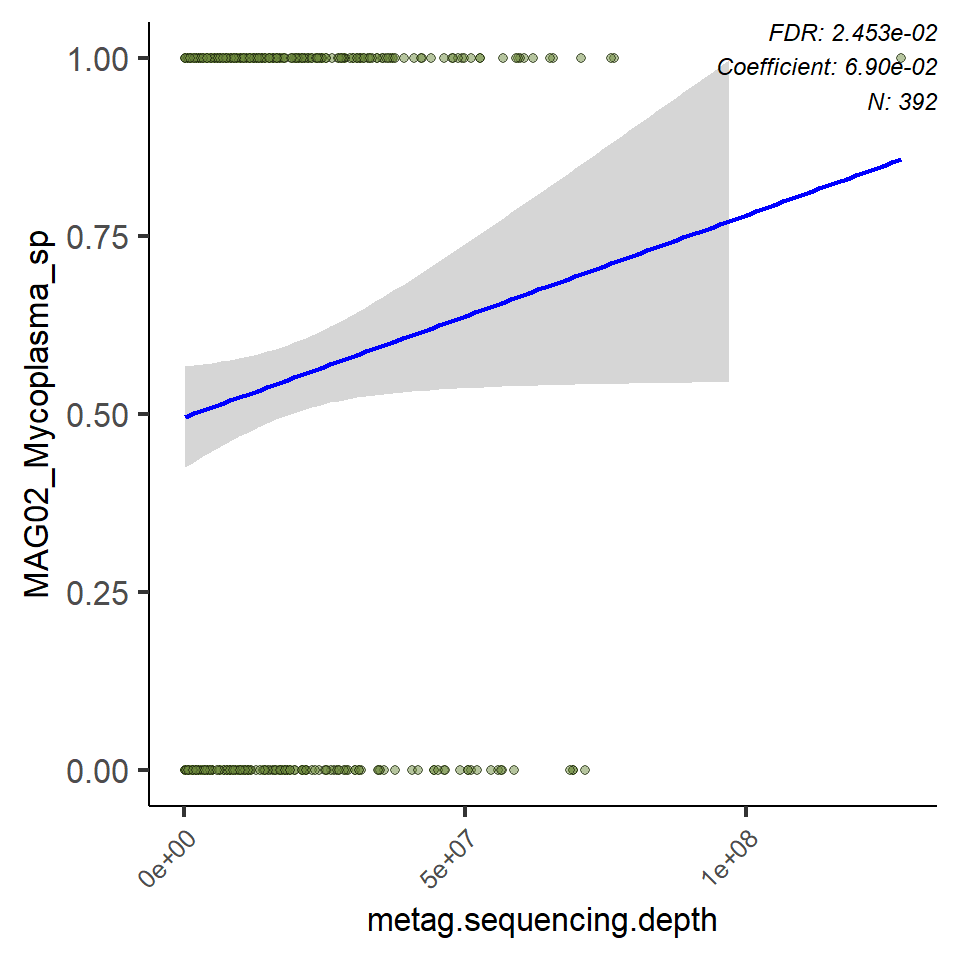 FDR: 2.453e-02
Coefficient: 6.90e-02
N: 392
MAG02_Mycoplasma_sp
1.00
0.75
0.50
0.25
0.00
0e+00
5e+07
1e+08
metag.sequencing.depth